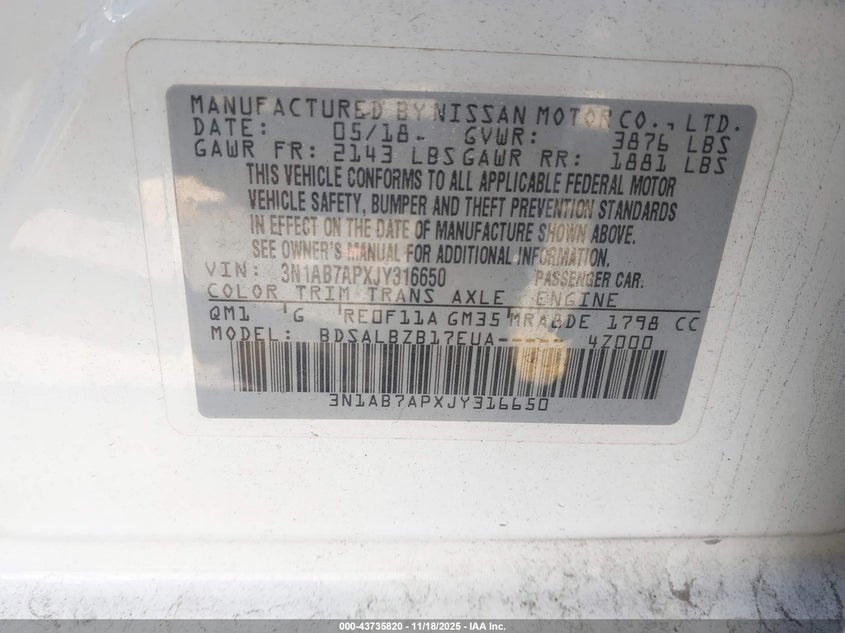 MANUFACTURED BY NISSAN MOTOR CO., LTD.
DATE: 05/18 GVWR: 3876 LBS
GAWR FR: 2143 LBS GAWR RR: 1881 LBS
THIS VEHICLE CONFORMS TO ALL APPLICABLE FEDERAL MOTOR
VEHICLE SAFETY, BUMPER AND THEFT PREVENTION STANDARDS
IN EFFECT ON THE DATE OF MANUFACTURE SHOWN ABOVE.
SEE OWNER'S MANUAL FOR ADDITIONAL INFORMATION.
VIN: 3N1AB7APXJY316650 PASSENGER CAR.
COLOR TRIM TRANS AXLE ENGINE
QM1 G RE0F11A GM35 MRA8DE 1798 CC
MODEL: BDSALBZB17EUA----- 4Z000
3N1AB7APXJY316650
000-43735820 - 11/18/2025 - IAA Inc.